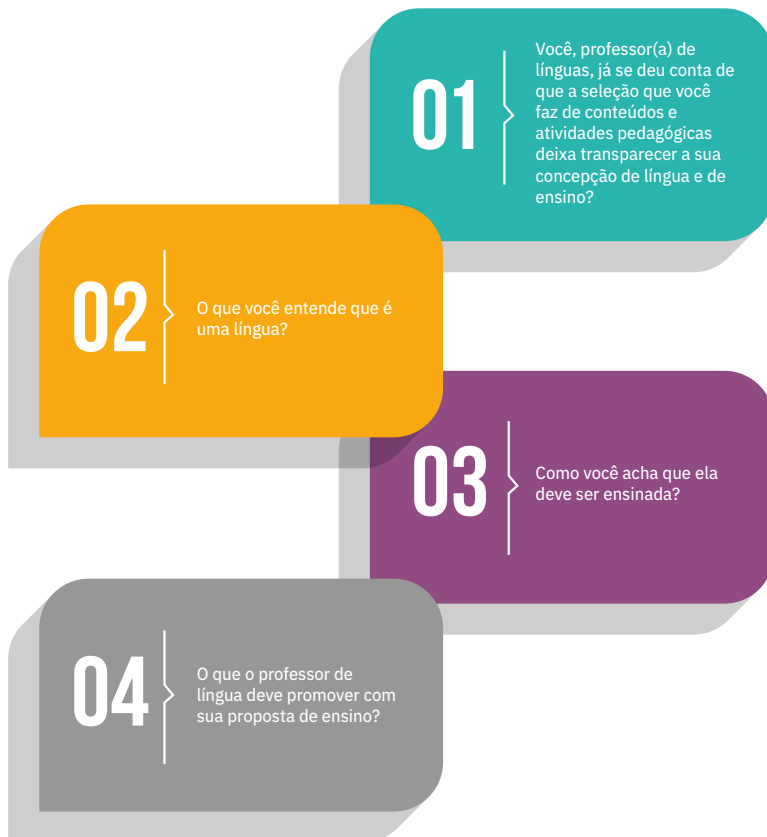 01
Você, professor(a) de
línguas, já se deu conta de
que a seleção que você
faz de conteúdos e
atividades pedagógicas
deixa transparecer a sua
concepção de língua e de
ensino?
02
O que você entende que é
uma língua?
03
Como você acha que ela
deve ser ensinada?
04
O que o professor de
língua deve promover com
sua proposta de ensino?